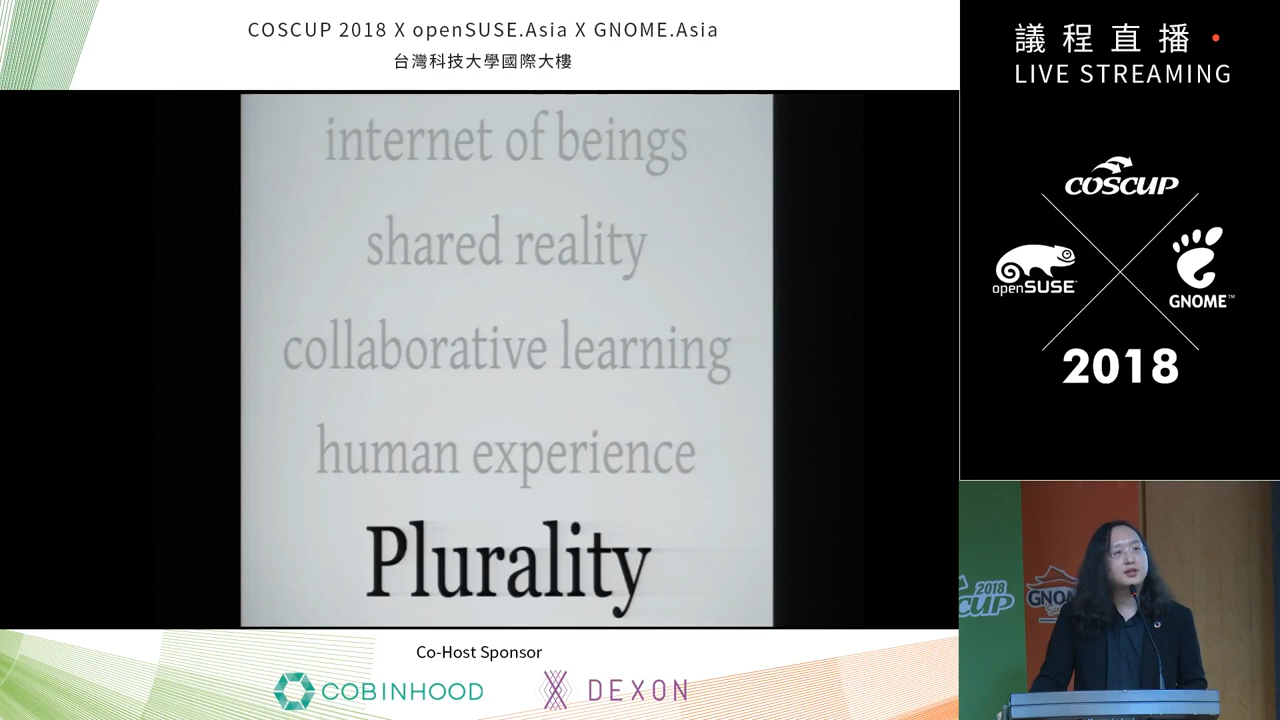 COSCUP 2018 X openSUSE.Asia X GNOME.Asia
台灣科技大學國際大樓
internet of beings
shared reality
collaborative learning
human experience
Plurality
Co-Host Sponsor
COBINHOOD
DEXON
議程直播
LIVE STREAMING
COSCUP
openSUSE
GNOME™
2018
2018